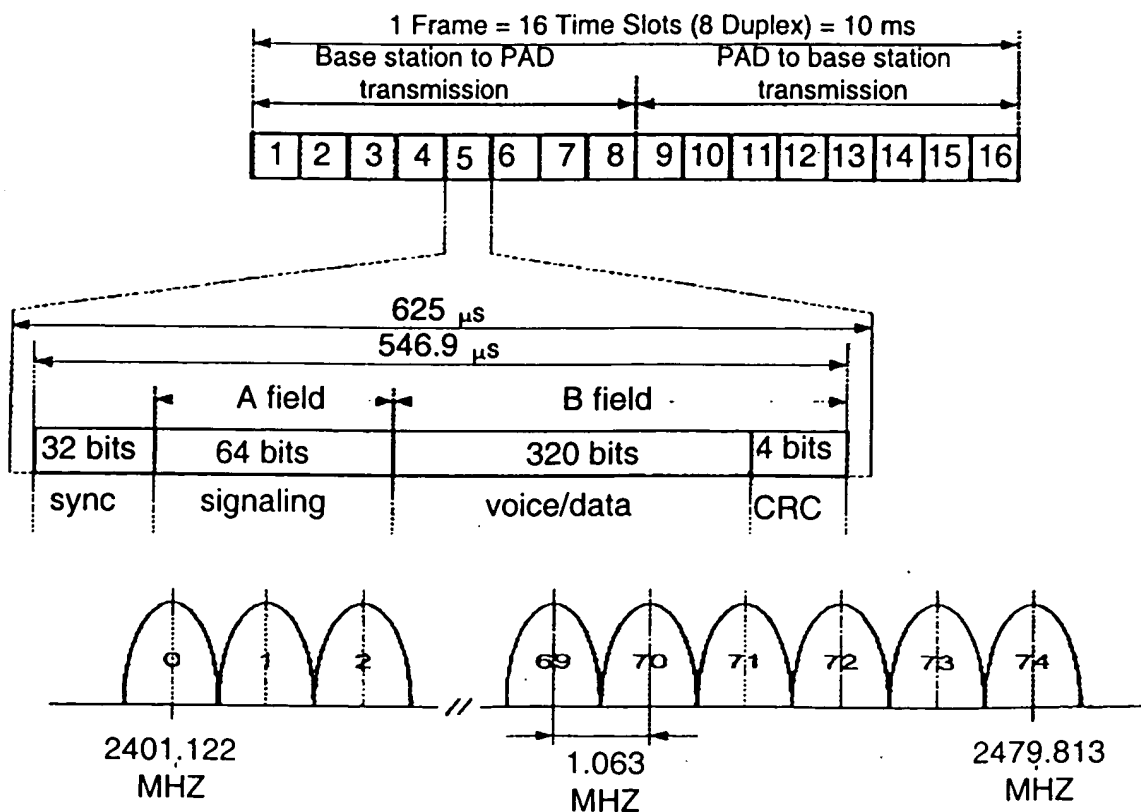 1 Frame = 16 Time Slots (8 Duplex) = 10 ms
Base station to PAD transmission
PAD to base station transmission
1 2 3 4 5 6 7 8 9 10 11 12 13 14 15 16
625 µs
546.9 µs
A field B field
32 bits 64 bits 320 bits 4 bits
sync signaling voice/data CRC
0 1 2 // 69 70 71 72 73 74
2401.122 MHZ
1.063 MHZ
2479.813 MHZ